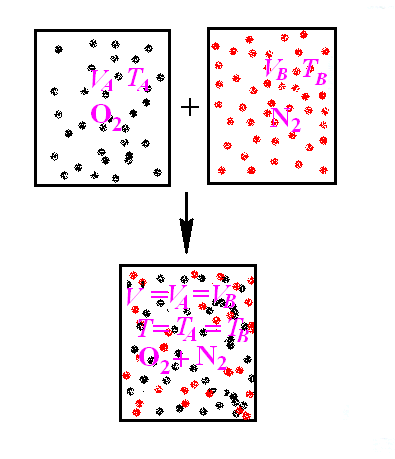 V_A T_A
O_2
+
V_B T_B
N_2
V = V_A = V_B
T = T_A = T_B
O_2 + N_2